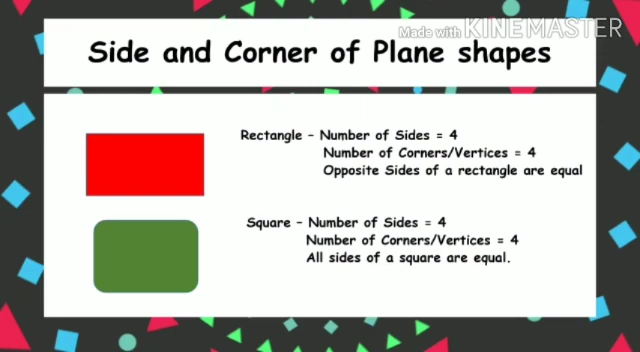 Made with KINEMASTER
Side and Corner of Plane shapes
Rectangle – Number of Sides = 4
Number of Corners/Vertices = 4
Opposite Sides of a rectangle are equal
Square – Number of Sides = 4
Number of Corners/Vertices = 4
All sides of a square are equal.